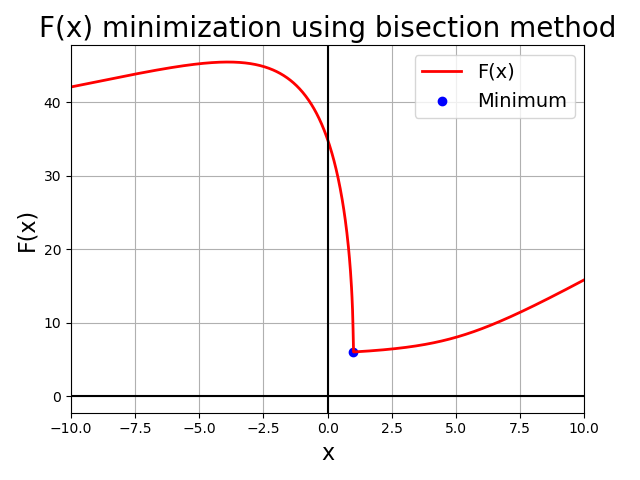 F(x) minimization using bisection method
F(x)
Minimum
40
30
20
10
0
F(x)
−10.0 −7.5 −5.0 −2.5 0.0 2.5 5.0 7.5 10.0
x